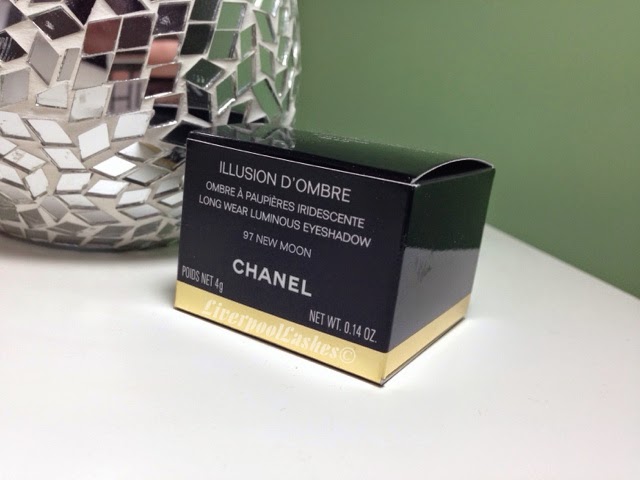 ILLUSION D'OMBRE
OMBRE À PAUPIÈRES IRIDESCENTE
LONG WEAR LUMINOUS EYESHADOW
97 NEW MOON
CHANEL
POIDS NET 4g
NET WT. 0.14 OZ.
LiverpoolLashes©